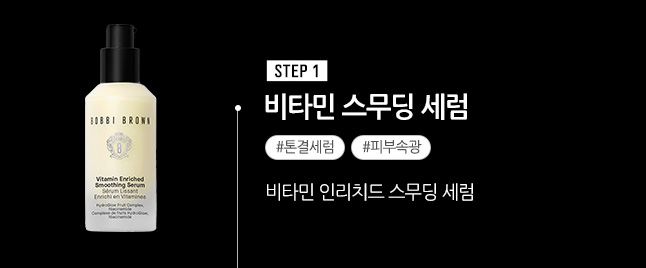 STEP 1
비타민 스무딩 세럼
#톤결세럼 #피부속광
비타민 인리치드 스무딩 세럼
BOBBI BROWN
Vitamin Enriched
Smoothing Serum
Sérum Lissant
Enrichi en Vitamines
HydraGlow Fruit Complex,
Niacinamide
Complexe de fruits HydraGlow,
Niacinamide